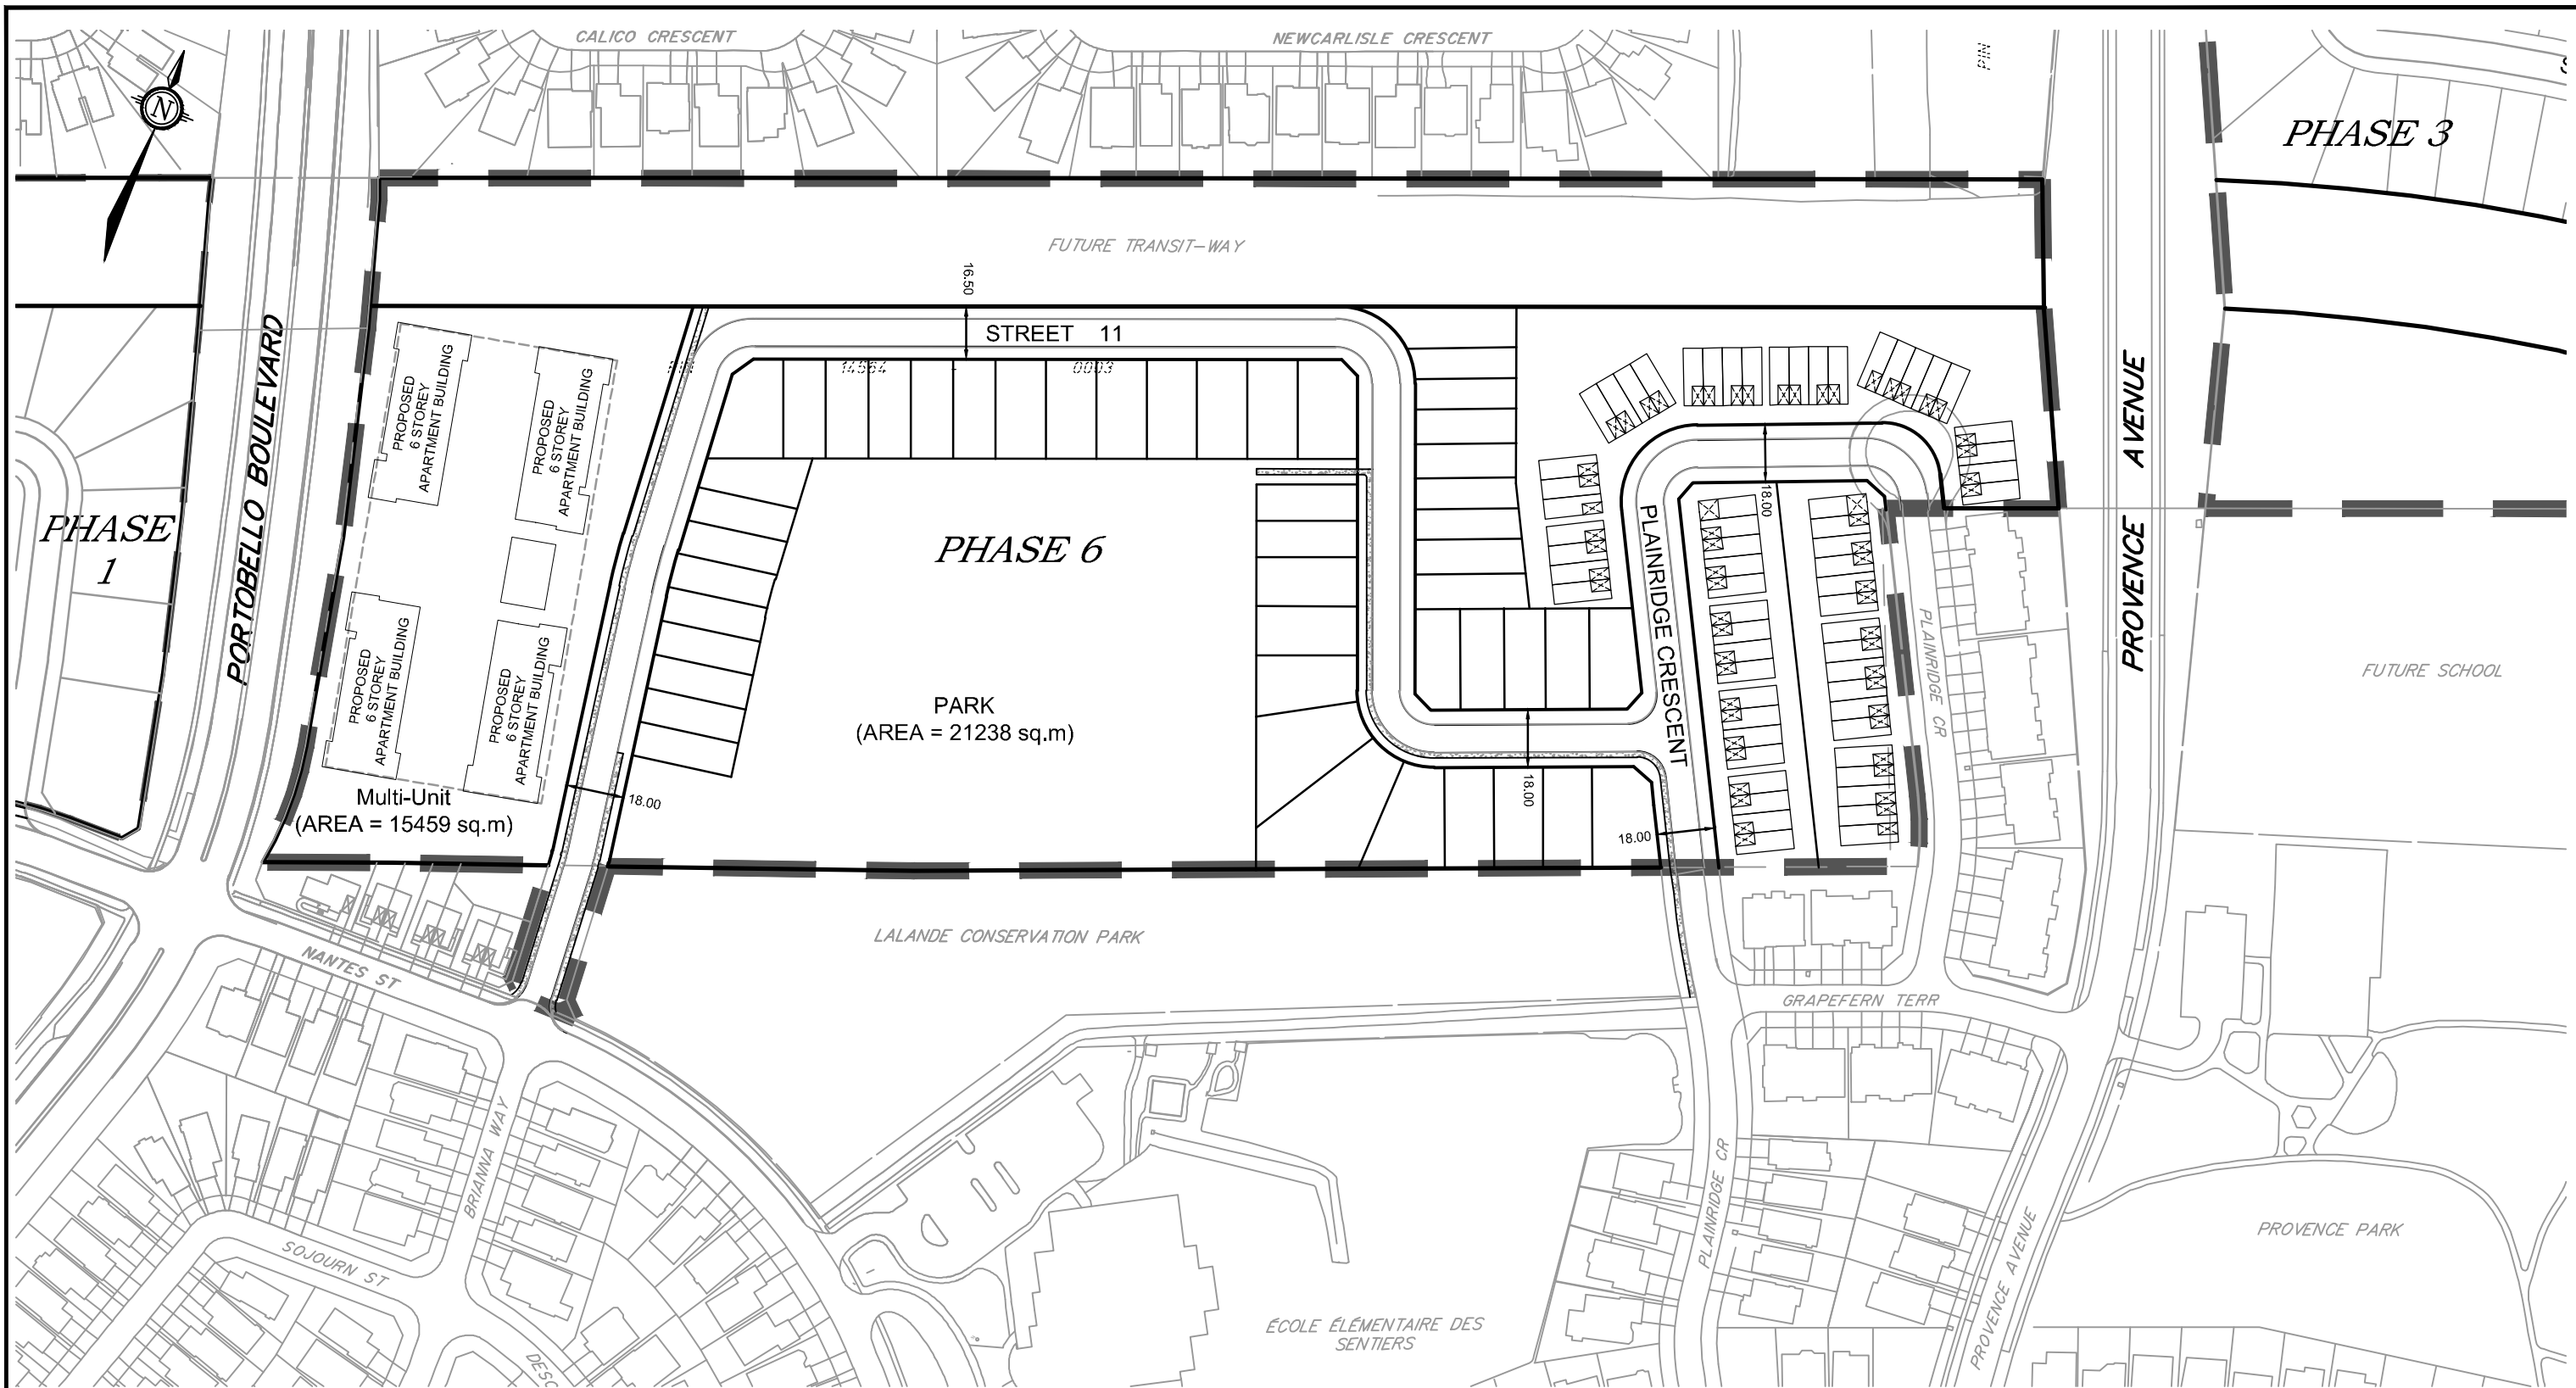 CALICO CRESCENT
NEWCARLISLE CRESCENT
PIN
N
PHASE 3
FUTURE TRANSIT-WAY
16.50
STREET 11
14564 - 0003
PORTOBELLO BOULEVARD
PROVENCE AVENUE
PROPOSED
6 STOREY
APARTMENT BUILDING
PROPOSED
6 STOREY
APARTMENT BUILDING
PHASE
1
PHASE 6
18.00
PLAINRIDGE CRESCENT
PLAINRIDGE CR
PROPOSED
6 STOREY
APARTMENT BUILDING
PROPOSED
6 STOREY
APARTMENT BUILDING
FUTURE SCHOOL
PARK
(AREA = 21238 sq.m)
Multi-Unit
(AREA = 15459 sq.m)
18.00
18.00
18.00
LALANDE CONSERVATION PARK
NANTES ST
GRAPEFERN TERR
BRIANNA WAY
PLAINRIDGE CR
SOJOURN ST
PROVENCE AVENUE
PROVENCE PARK
ÉCOLE ÉLÉMENTAIRE DES
SENTIERS